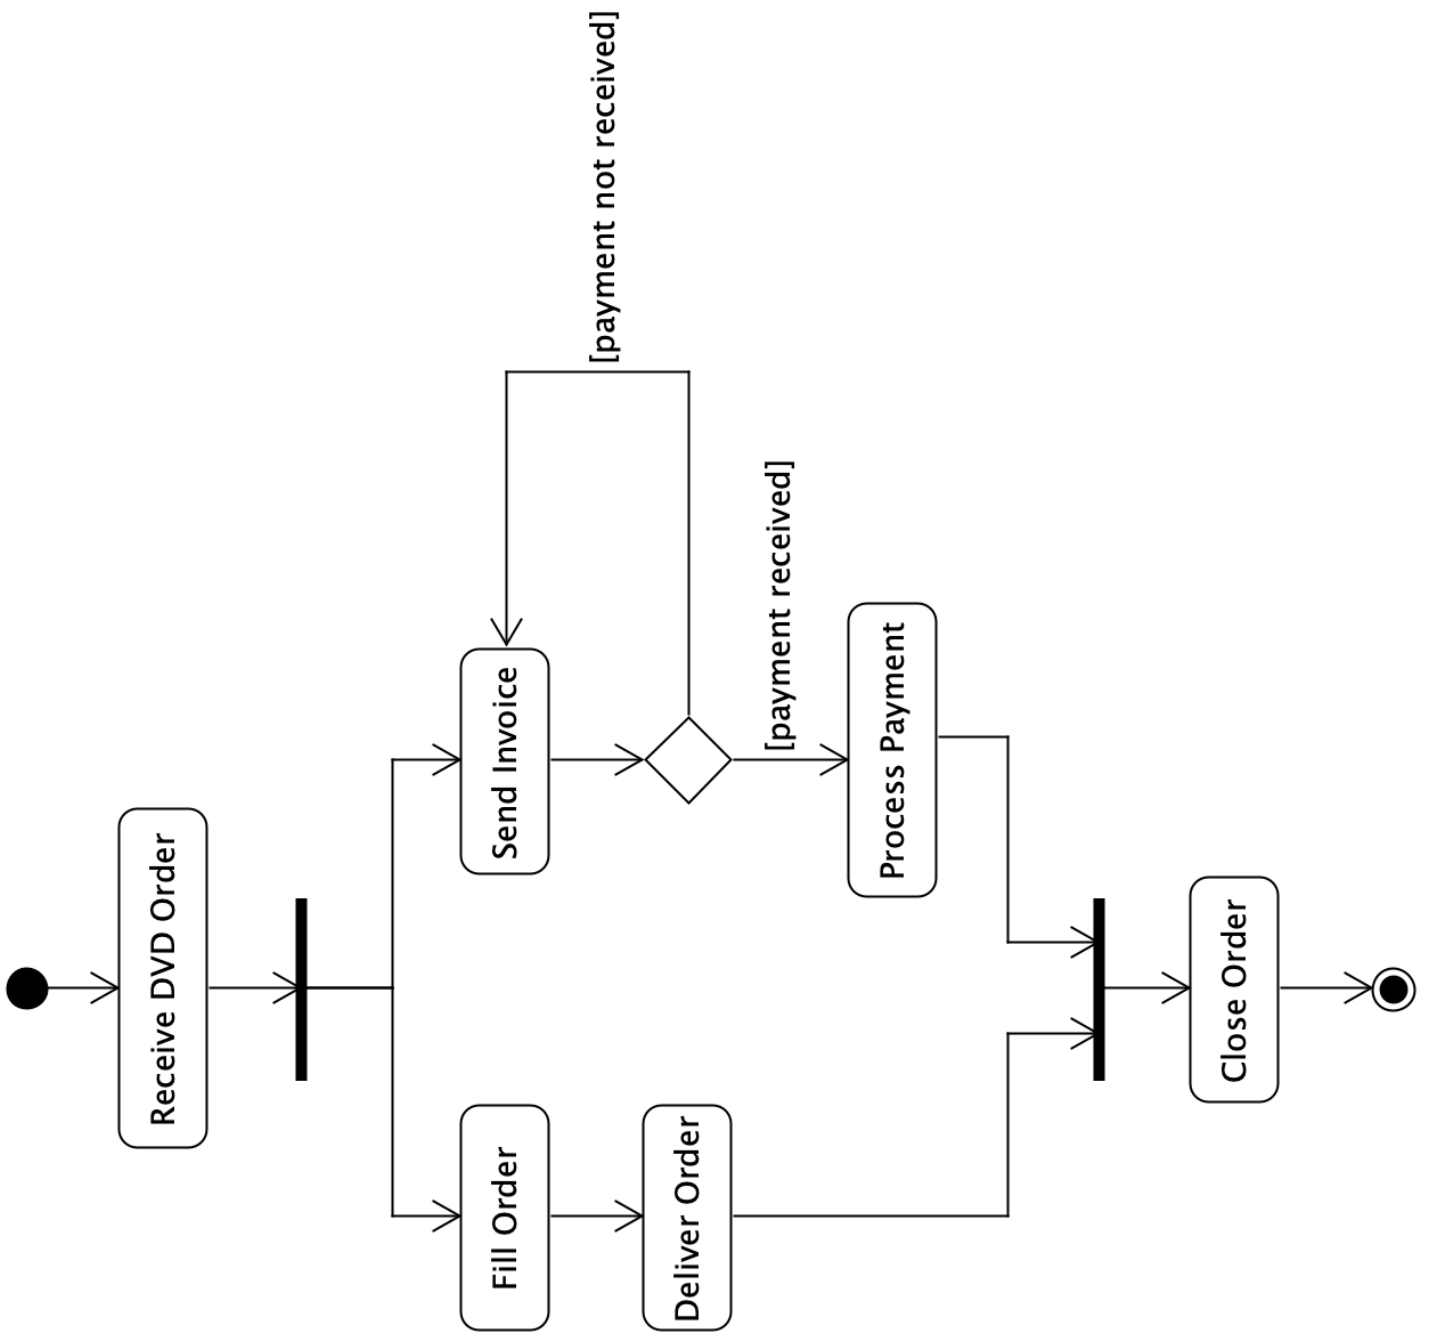 Receive DVD Order
Fill Order
Send Invoice
[payment not received]
Deliver Order
[payment received]
Process Payment
Close Order